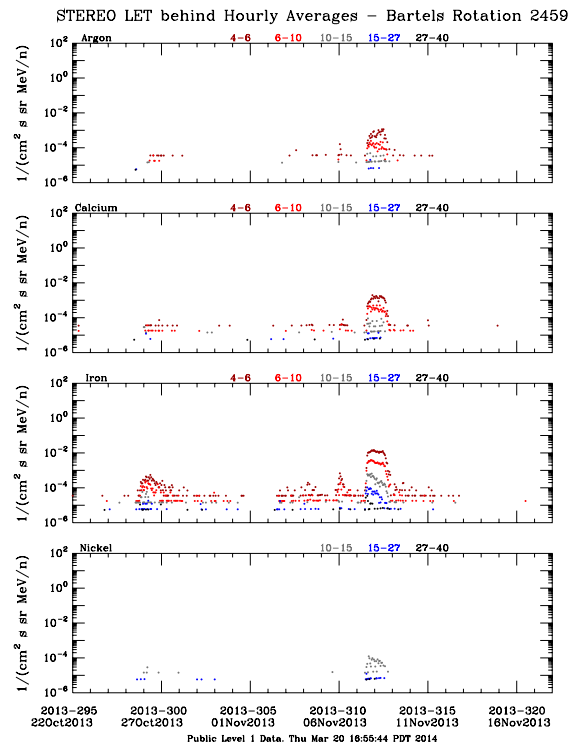 STEREO LET behind Hourly Averages – Bartels Rotation 2459
Argon 4–6 6–10 10–15 15–27 27–40
1/(cm² s sr MeV/n)
10²
10⁰
10⁻²
10⁻⁴
10⁻⁶
Calcium 4–6 6–10 10–15 15–27 27–40
1/(cm² s sr MeV/n)
10²
10⁰
10⁻²
10⁻⁴
10⁻⁶
Iron 4–6 6–10 10–15 15–27 27–40
1/(cm² s sr MeV/n)
10²
10⁰
10⁻²
10⁻⁴
10⁻⁶
Nickel 10–15 15–27 27–40
1/(cm² s sr MeV/n)
10²
10⁰
10⁻²
10⁻⁴
10⁻⁶
2013–295 2013–300 2013–305 2013–310 2013–315 2013–320
22Oct2013 27Oct2013 01Nov2013 06Nov2013 11Nov2013 16Nov2013
Public Level 1 Data, Thu Mar 20 16:55:44 PDT 2014